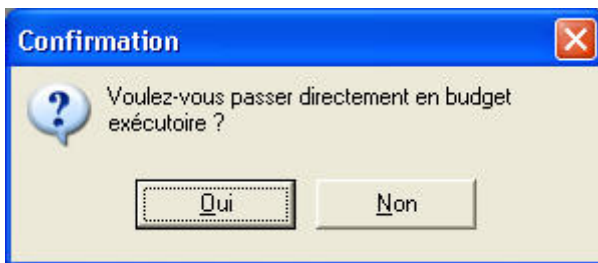 Confirmation
Voulez-vous passer directement en budget
exécutoire ?
Oui
Non